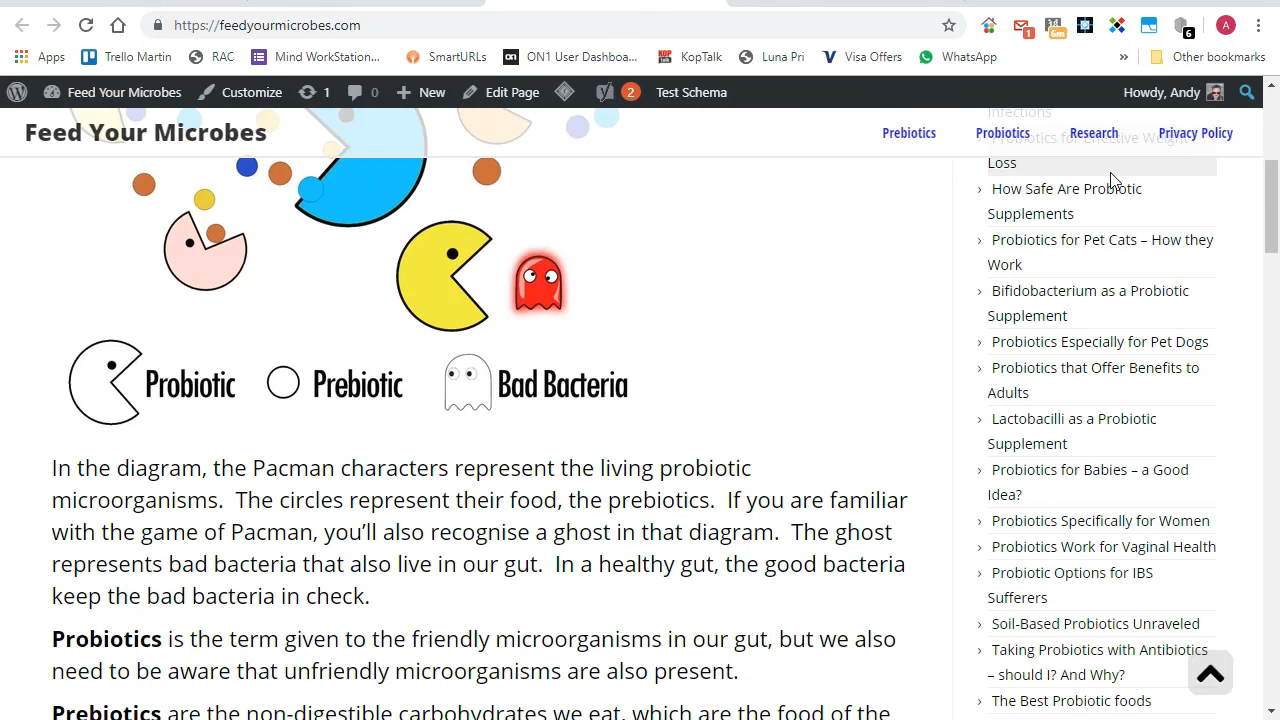 https://feedyourmicrobes.com
1
6m
6
A
Apps
Trello Martin
RAC
Mind WorkStation...
SmartURLs
on
ON1 User Dashboa...
KOP
talk
KopTalk
Luna Pri
Visa Offers
WhatsApp
»
Other bookmarks
Feed Your Microbes
Customize
1
0
New
Edit Page
2
Test Schema
Howdy, Andy
Feed Your Microbes
Prebiotics
Probiotics
Research
Privacy Policy
Probiotic
Prebiotic
Bad Bacteria
In the diagram, the Pacman characters represent the living probiotic
microorganisms. The circles represent their food, the prebiotics. If you are familiar
with the game of Pacman, you’ll also recognise a ghost in that diagram. The ghost
represents bad bacteria that also live in our gut. In a healthy gut, the good bacteria
keep the bad bacteria in check.
Probiotics is the term given to the friendly microorganisms in our gut, but we also
need to be aware that unfriendly microorganisms are also present.
Prebiotics are the non-digestible carbohydrates we eat, which are the food of the
Infections
Probiotics for Effective Weight
Loss
How Safe Are Probiotic
Supplements
Probiotics for Pet Cats – How they
Work
Bifidobacterium as a Probiotic
Supplement
Probiotics Especially for Pet Dogs
Probiotics that Offer Benefits to
Adults
Lactobacilli as a Probiotic
Supplement
Probiotics for Babies – a Good
Idea?
Probiotics Specifically for Women
Probiotics Work for Vaginal Health
Probiotic Options for IBS
Sufferers
Soil-Based Probiotics Unraveled
Taking Probiotics with Antibiotics
– should I? And Why?
The Best Probiotic foods